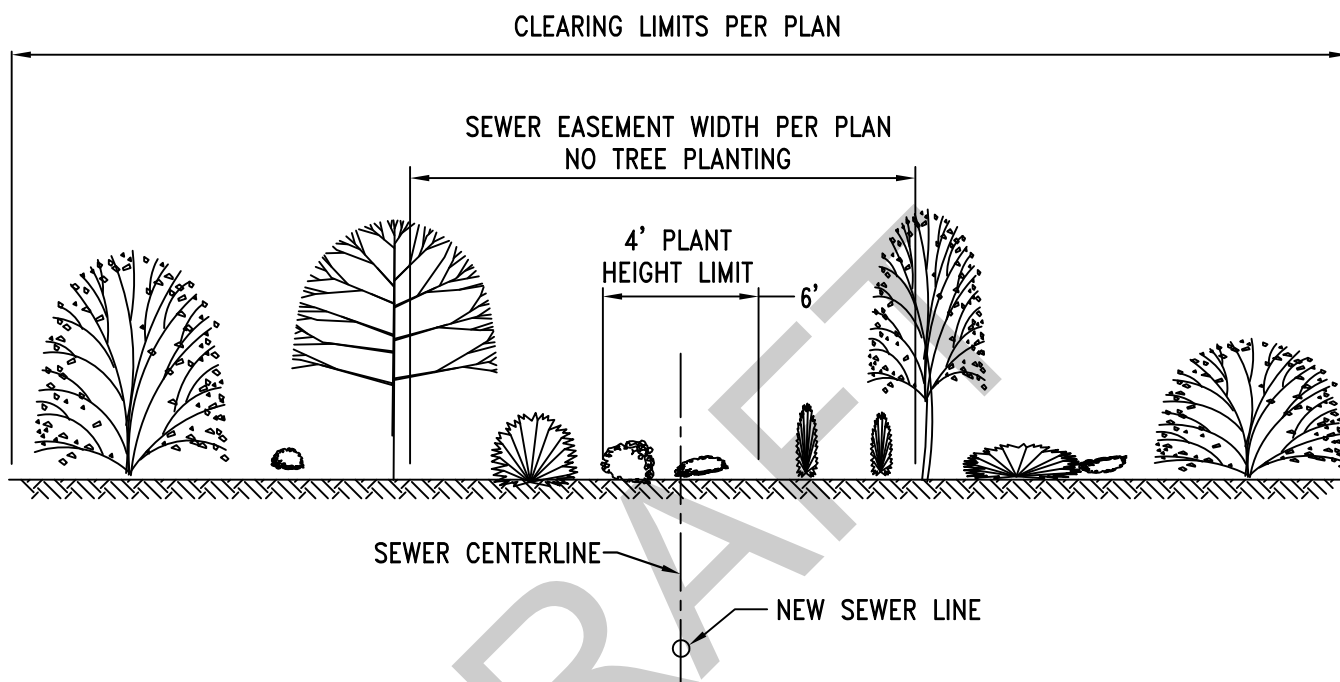 CLEARING LIMITS PER PLAN
SEWER EASEMENT WIDTH PER PLAN
NO TREE PLANTING
4' PLANT
HEIGHT LIMIT
6'
SEWER CENTERLINE
NEW SEWER LINE
DRAFT